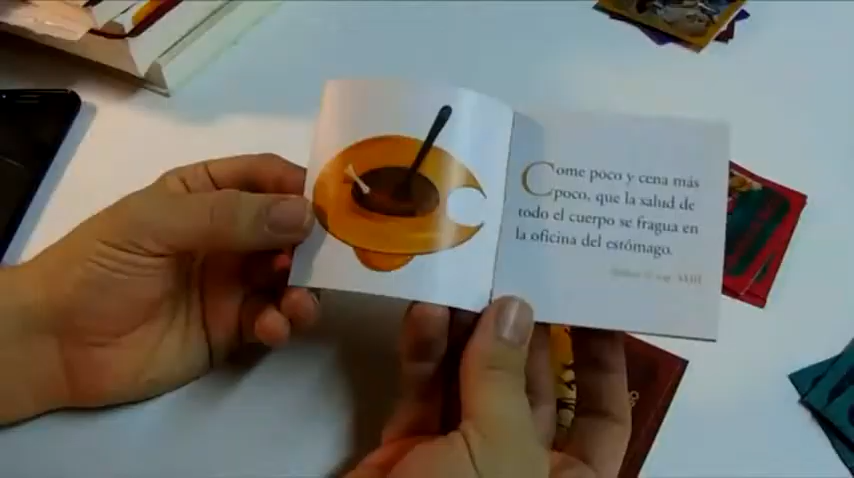 Come poco y cena más
poco, que la salud de
todo el cuerpo se fragua en
la oficina del estómago.